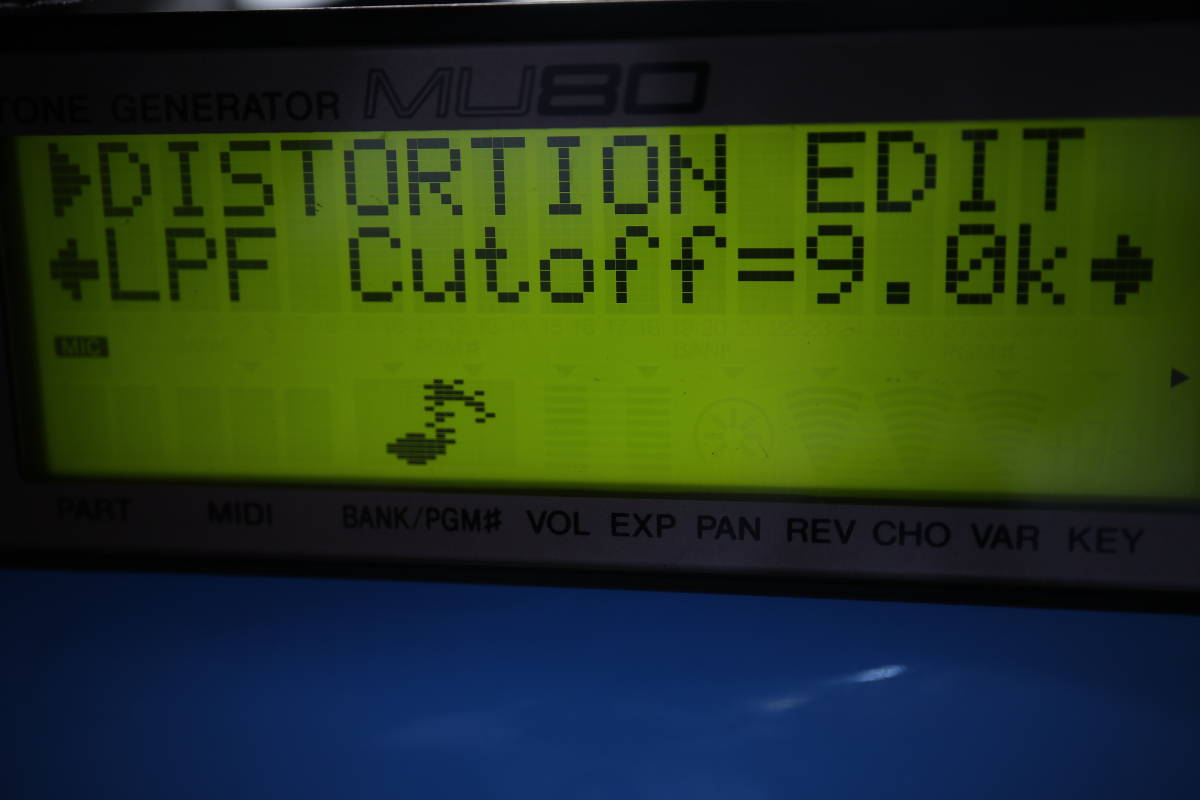 TONE GENERATOR MU80
DISTORTION EDIT
LPF Cutoff=9.0k
MIC
PART MIDI BANK/PGM# VOL EXP PAN REV CHO VAR KEY